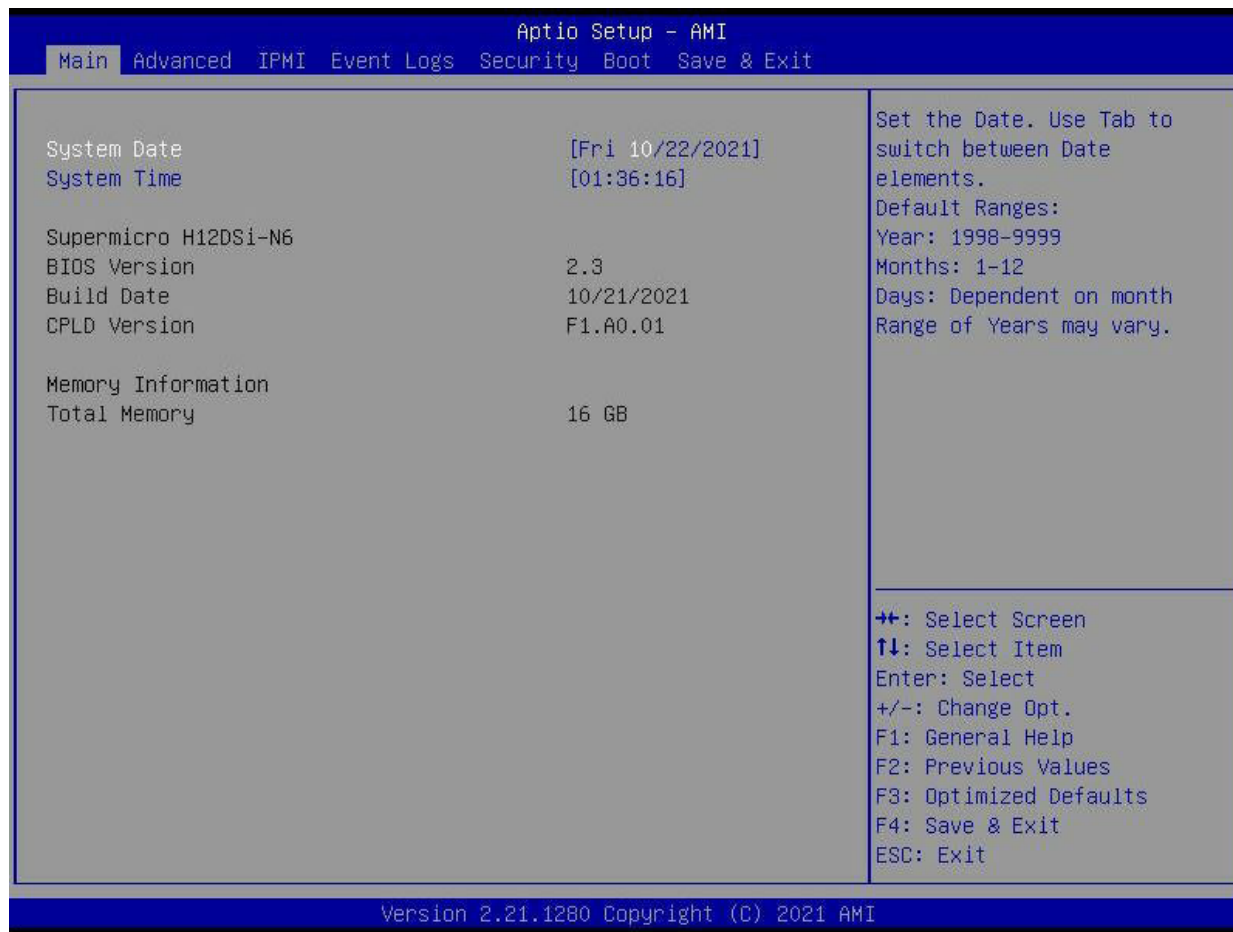 Aptio Setup – AMI
Main Advanced IPMI Event Logs Security Boot Save & Exit
System Date [Fri 10/22/2021]
System Time [01:36:16]
Supermicro H12DSi-N6
BIOS Version 2.3
Build Date 10/21/2021
CPLD Version F1.A0.01
Memory Information
Total Memory 16 GB
Set the Date. Use Tab to
switch between Date
elements.
Default Ranges:
Year: 1998-9999
Months: 1-12
Days: Dependent on month
Range of Years may vary.
→←: Select Screen
↑↓: Select Item
Enter: Select
+/-: Change Opt.
F1: General Help
F2: Previous Values
F3: Optimized Defaults
F4: Save & Exit
ESC: Exit
Version 2.21.1280 Copyright (C) 2021 AMI